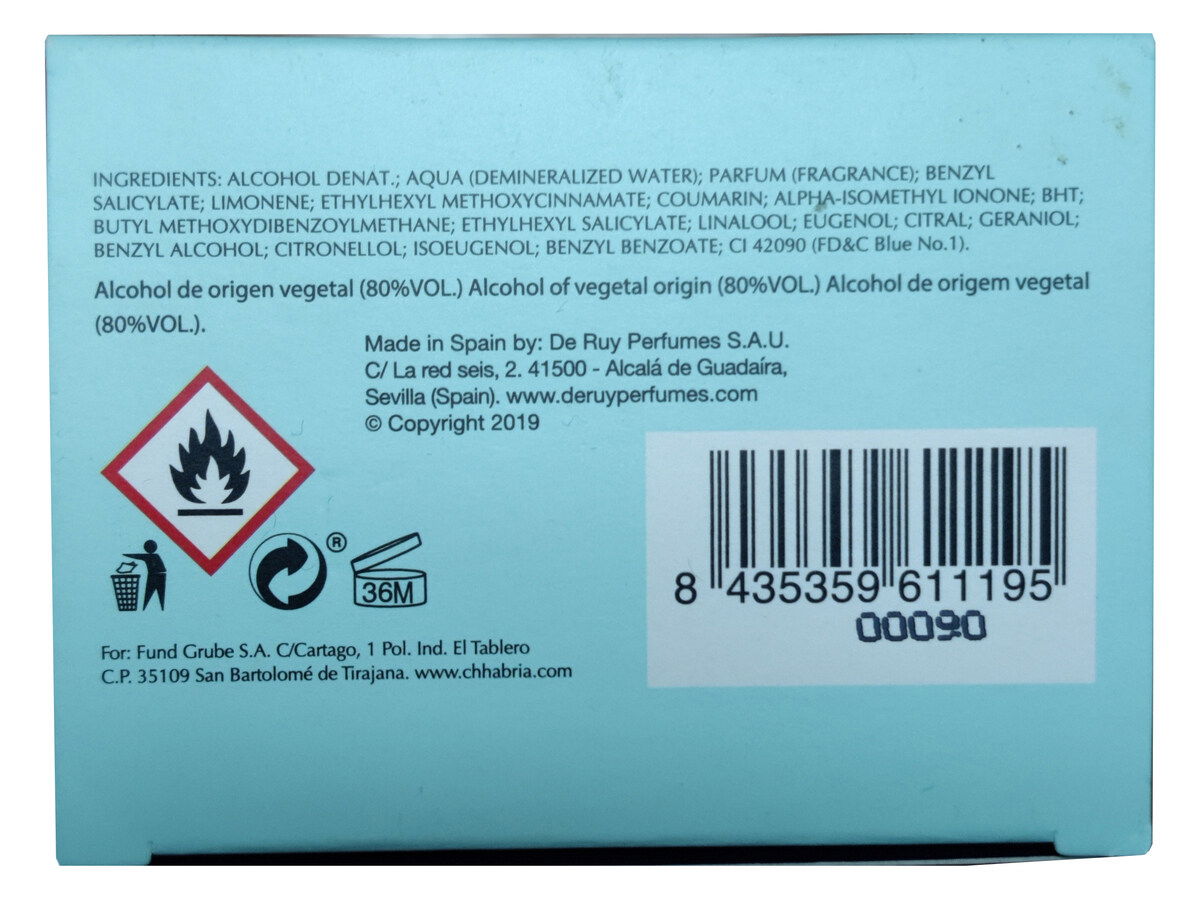 INGREDIENTS: ALCOHOL DENAT.; AQUA (DEMINERALIZED WATER); PARFUM (FRAGRANCE); BENZYL
SALICYLATE; LIMONENE; ETHYLHEXYL METHOXYCINNAMATE; COUMARIN; ALPHA-ISOMETHYL IONONE; BHT;
BUTYL METHOXYDIBENZOYLMETHANE; ETHYLHEXYL SALICYLATE; LINALOOL; EUGENOL; CITRAL; GERANIOL;
BENZYL ALCOHOL; CITRONELLOL; ISOEUGENOL; BENZYL BENZOATE; CI 42090 (FD&C Blue No.1).
Alcohol de origen vegetal (80%VOL.) Alcohol of vegetal origin (80%VOL.) Alcohol de origem vegetal
(80%VOL.).
Made in Spain by: De Ruy Perfumes S.A.U.
C/ La red seis, 2. 41500 - Alcalá de Guadaíra,
Sevilla (Spain). www.deruyperfumes.com
© Copyright 2019
®
36M
8 435359 611195
00090
For: Fund Grube S.A. C/Cartago, 1 Pol. Ind. El Tablero
C.P. 35109 San Bartolomé de Tirajana. www.chhabria.com